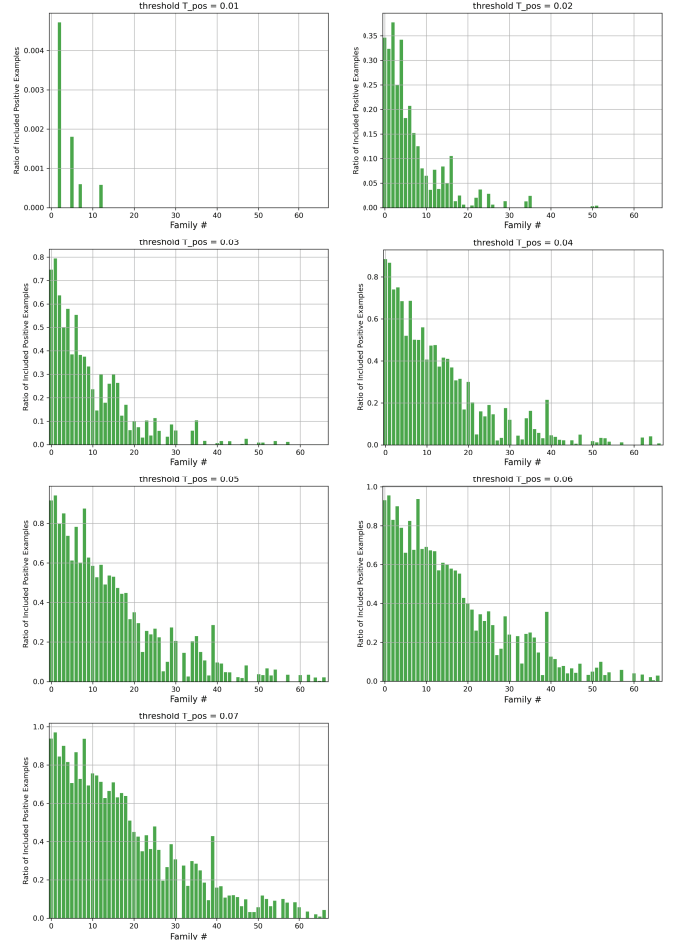 threshold T_pos = 0.01
Ratio of Included Positive Examples
0.004
0.003
0.002
0.001
0.000
0 10 20 30 40 50 60
Family #
threshold T_pos = 0.02
Ratio of Included Positive Examples
0.35
0.30
0.25
0.20
0.15
0.10
0.05
0.00
0 10 20 30 40 50 60
Family #
threshold T_pos = 0.03
Ratio of Included Positive Examples
0.8
0.7
0.6
0.5
0.4
0.3
0.2
0.1
0.0
0 10 20 30 40 50 60
Family #
threshold T_pos = 0.04
Ratio of Included Positive Examples
0.8
0.6
0.4
0.2
0.0
0 10 20 30 40 50 60
Family #
threshold T_pos = 0.05
Ratio of Included Positive Examples
0.8
0.6
0.4
0.2
0.0
0 10 20 30 40 50 60
Family #
threshold T_pos = 0.06
Ratio of Included Positive Examples
1.0
0.8
0.6
0.4
0.2
0.0
0 10 20 30 40 50 60
Family #
threshold T_pos = 0.07
Ratio of Included Positive Examples
1.0
0.8
0.6
0.4
0.2
0.0
0 10 20 30 40 50 60
Family #